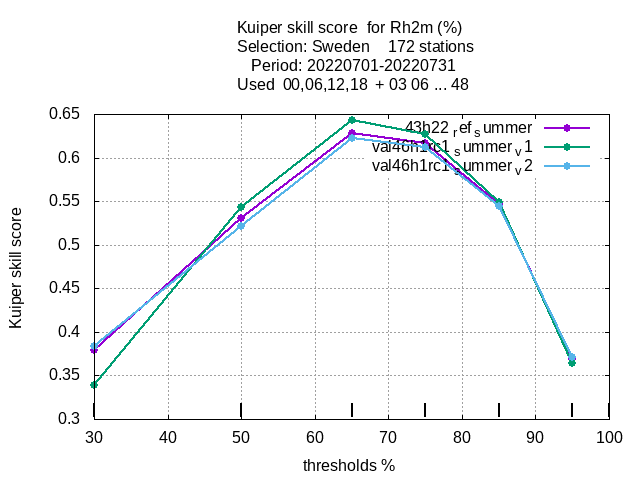 Kuiper skill score for Rh2m (%)
Selection: Sweden 172 stations
Period: 20220701-20220731
Used 00,06,12,18 + 03 06 ... 48
43h22 ref summer
val46h1rc1 summer v1
val46h1rc1 summer v2
0.65
0.6
0.55
0.5
0.45
0.4
0.35
0.3
Kuiper skill score
30 40 50 60 70 80 90 100
thresholds %